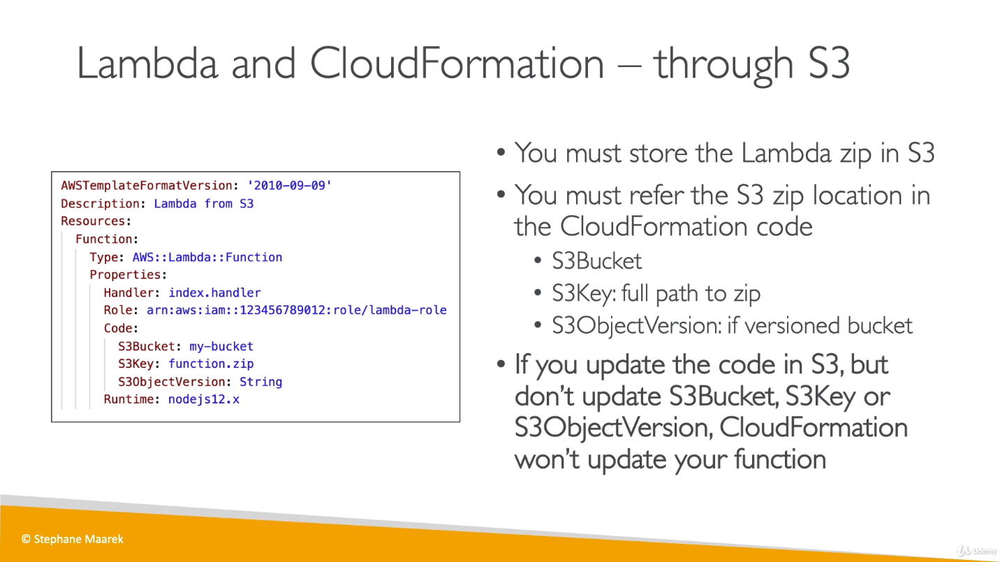 Lambda and CloudFormation – through S3
AWSTemplateFormatVersion: '2010-09-09'
Description: Lambda from S3
Resources:
Function:
Type: AWS::Lambda::Function
Properties:
Handler: index.handler
Role: arn:aws:iam::123456789012:role/lambda-role
Code:
S3Bucket: my-bucket
S3Key: function.zip
S3ObjectVersion: String
Runtime: nodejs12.x
• You must store the Lambda zip in S3
• You must refer the S3 zip location in
the CloudFormation code
• S3Bucket
• S3Key: full path to zip
• S3ObjectVersion: if versioned bucket
• If you update the code in S3, but
don’t update S3Bucket, S3Key or
S3ObjectVersion, CloudFormation
won’t update your function
© Stephane Maarek
Udemy